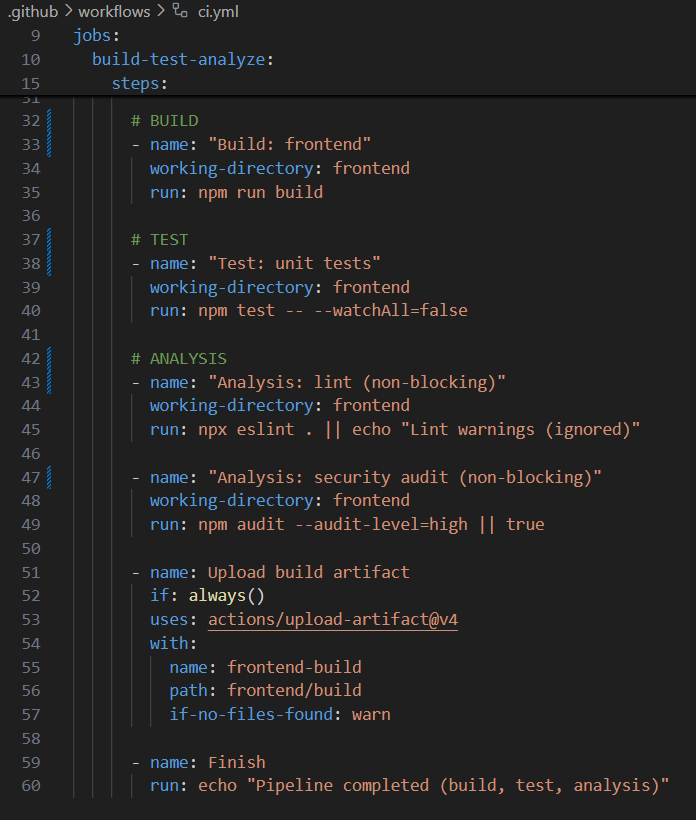 .github > workflows > ci.yml
9 jobs:
10 build-test-analyze:
15 steps:
31
32 # BUILD
33 - name: "Build: frontend"
34 working-directory: frontend
35 run: npm run build
36
37 # TEST
38 - name: "Test: unit tests"
39 working-directory: frontend
40 run: npm test -- --watchAll=false
41
42 # ANALYSIS
43 - name: "Analysis: lint (non-blocking)"
44 working-directory: frontend
45 run: npx eslint . || echo "Lint warnings (ignored)"
46
47 - name: "Analysis: security audit (non-blocking)"
48 working-directory: frontend
49 run: npm audit --audit-level=high || true
50
51 - name: Upload build artifact
52 if: always()
53 uses: actions/upload-artifact@v4
54 with:
55 name: frontend-build
56 path: frontend/build
57 if-no-files-found: warn
58
59 - name: Finish
60 run: echo "Pipeline completed (build, test, analysis)"